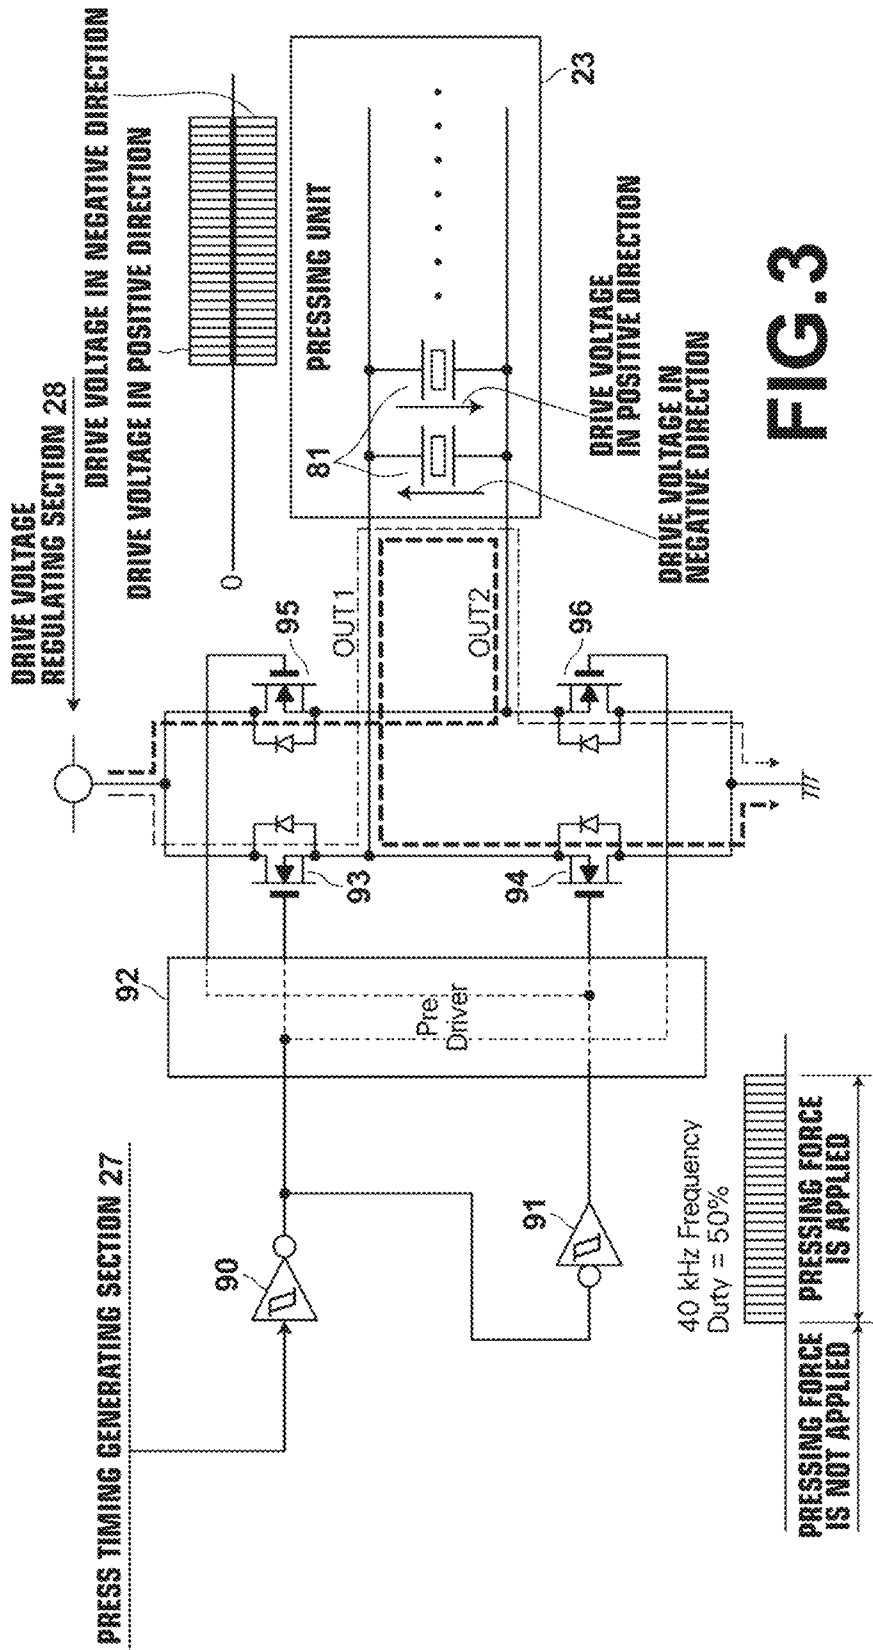 PRESS TIMING GENERATING SECTION 27
DRIVE VOLTAGE
REGULATING SECTION 28
DRIVE VOLTAGE IN NEGATIVE DIRECTION
DRIVE VOLTAGE IN POSITIVE DIRECTION
0
90
91
92
Pre
Driver
93
94
95
96
OUT1
OUT2
81
PRESSING UNIT
23
DRIVE VOLTAGE
IN POSITIVE DIRECTION
DRIVE VOLTAGE IN
NEGATIVE DIRECTION
40 kHz Frequency
Duty = 50%
PRESSING FORCE
IS NOT APPLIED
PRESSING FORCE
IS APPLIED
FIG.3